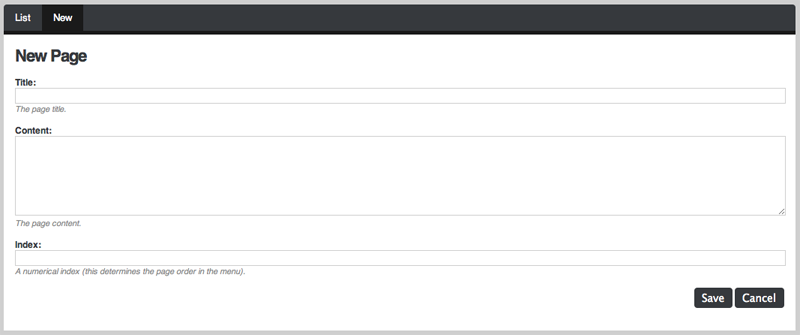 List New
New Page
Title:
The page title.
Content:
The page content.
Index:
A numerical index (this determines the page order in the menu).
Save Cancel